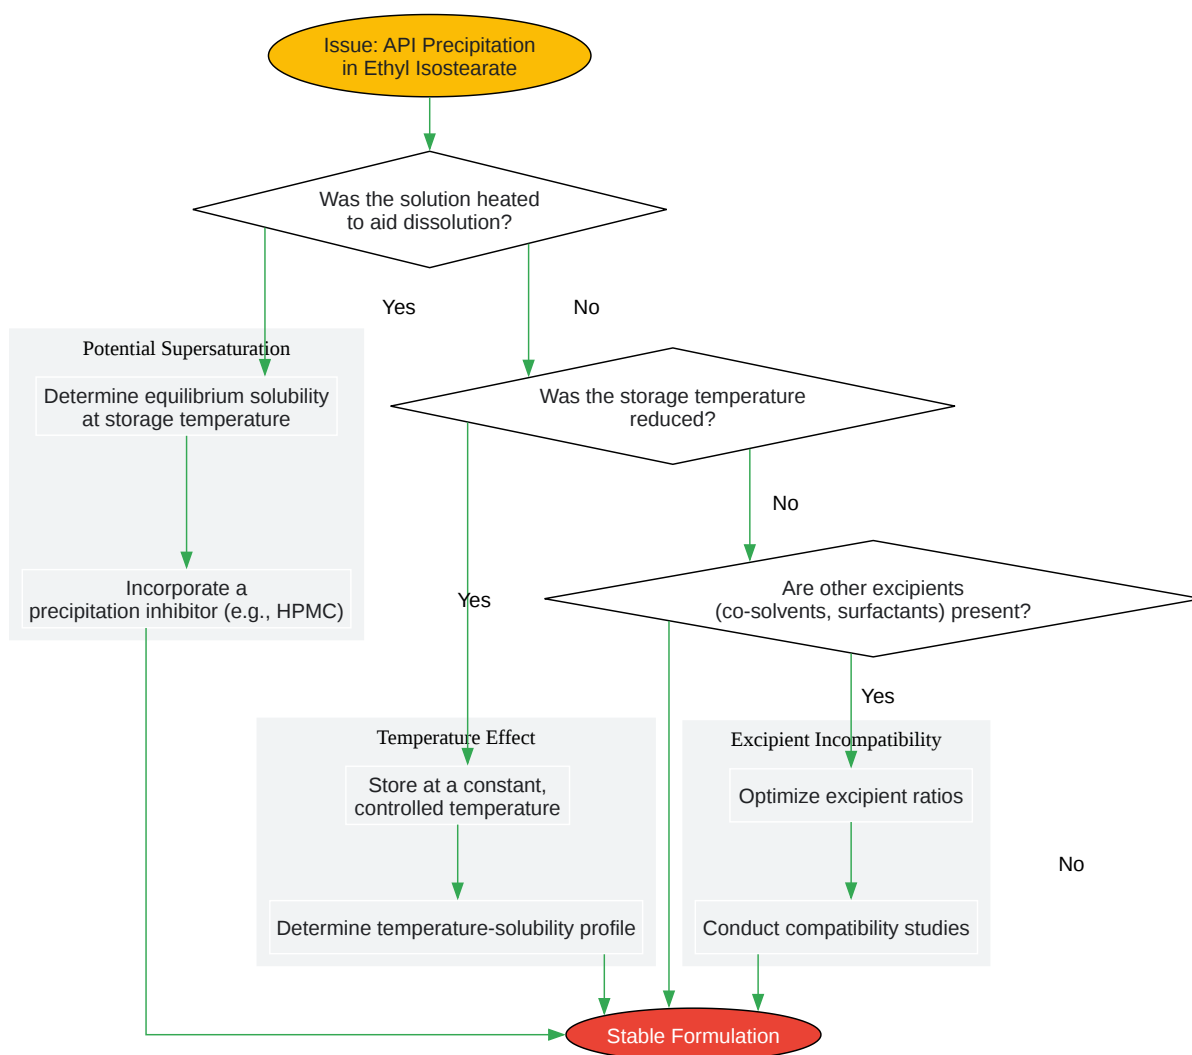 Issue: API Precipitation
in Ethyl Isostearate
Was the solution heated
to aid dissolution?
Yes
No
Potential Supersaturation
Determine equilibrium solubility
at storage temperature
Was the storage temperature
reduced?
No
Incorporate a
precipitation inhibitor (e.g., HPMC)
Yes
Are other excipients
(co-solvents, surfactants) present?
Yes
Temperature Effect
Excipient Incompatibility
Store at a constant,
controlled temperature
Optimize excipient ratios
No
Determine temperature-solubility profile
Conduct compatibility studies
Stable Formulation